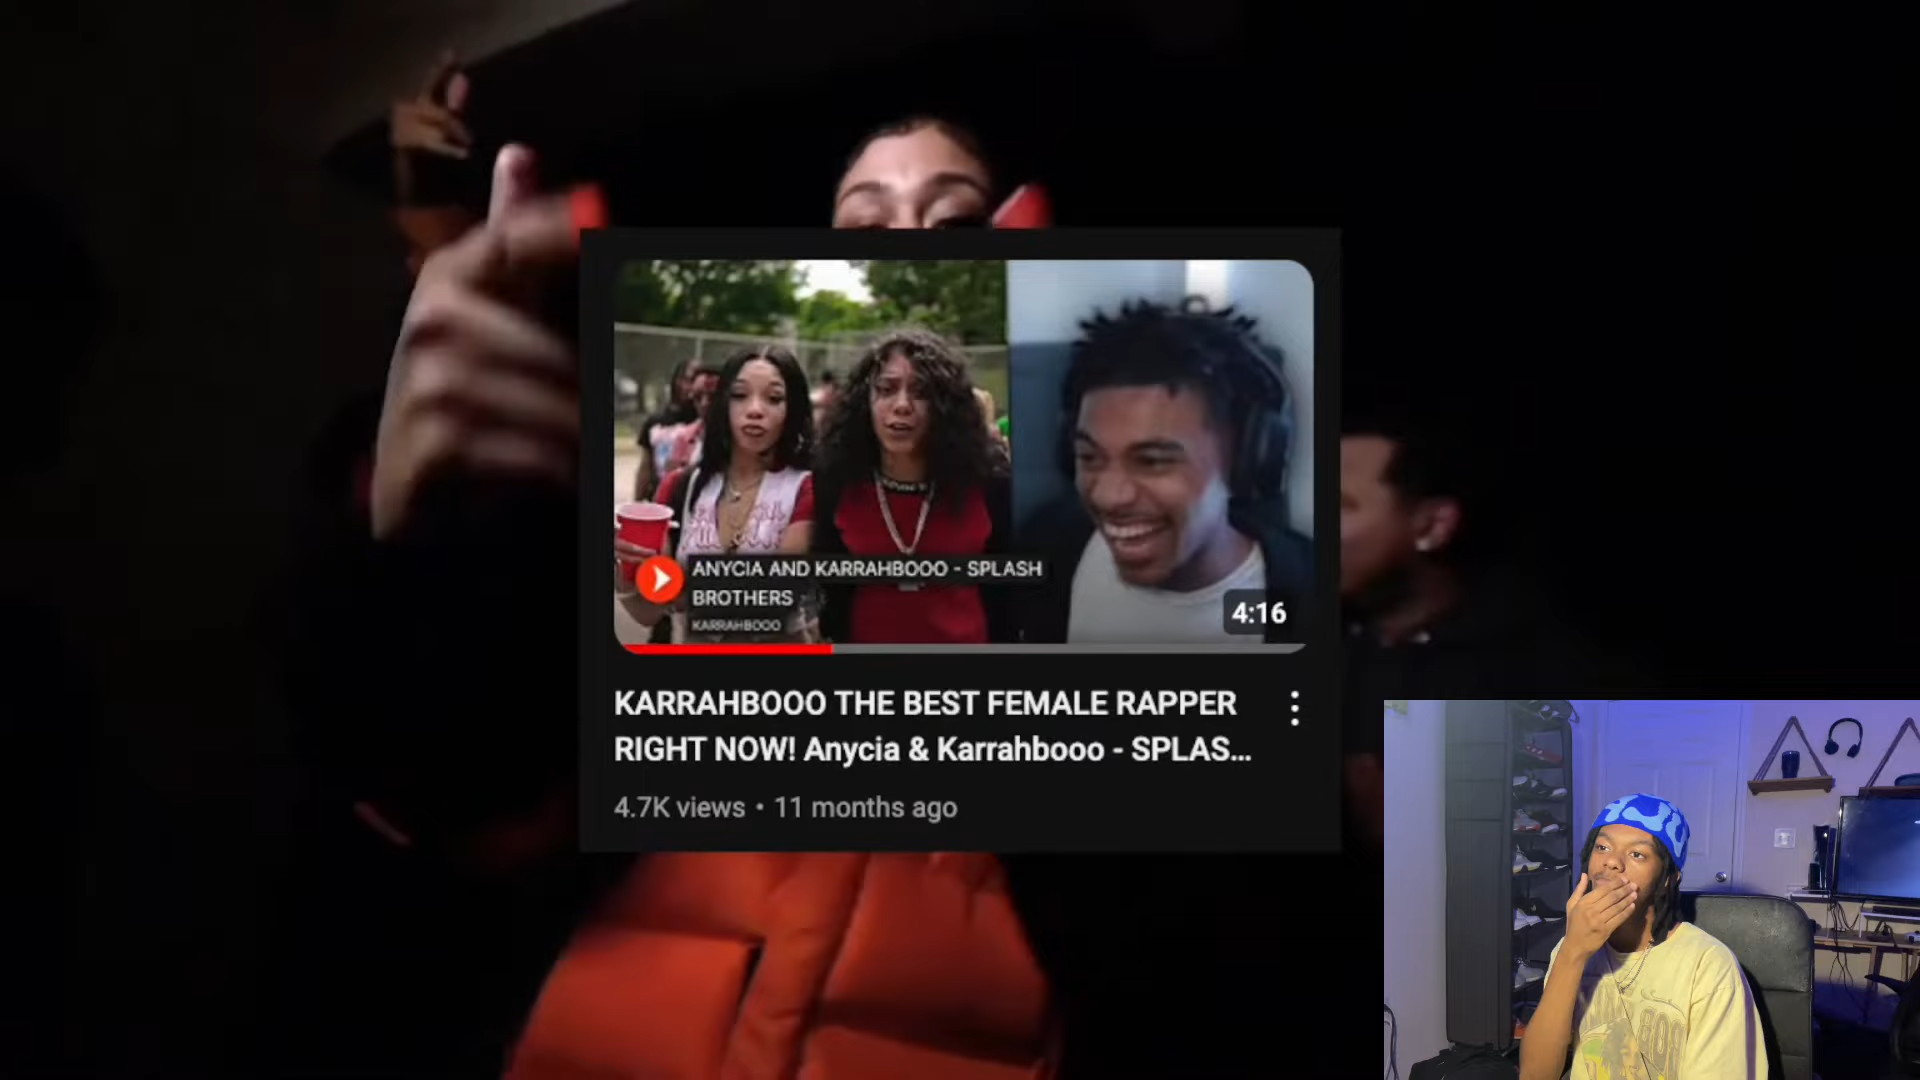 ANYCIA AND KARRAHBOOO - SPLASH
BROTHERS
KARRAHBOOO
4:16
KARRAHBOOO THE BEST FEMALE RAPPER
RIGHT NOW! Anycia & Karrahbooo - SPLAS...
4.7K views • 11 months ago